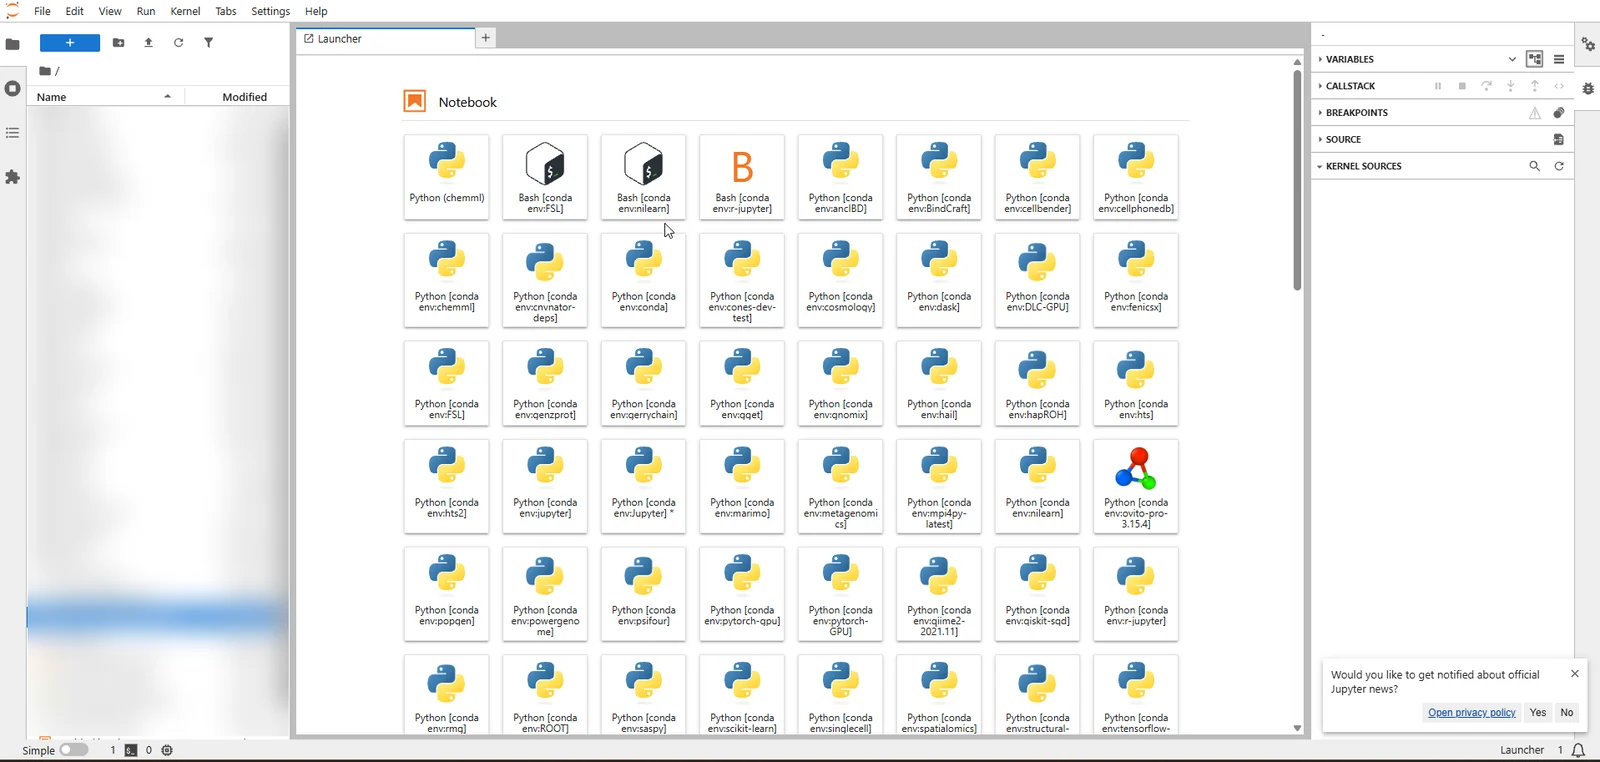 File Edit View Run Kernel Tabs Settings Help
+
/
Name Modified
Launcher +
Notebook
Python (chemml)
Bash [conda
env:FSL]
Bash [conda
env:nilearn]
B
Bash [conda
env:r-jupyter]
Python [conda
env:ancIBD]
Python [conda
env:BindCraft]
Python [conda
env:cellbender]
Python [conda
env:cellphonedb]
Python [conda
env:chemml]
Python [conda
env:cnvnator-
deps]
Python [conda
env:conda]
Python [conda
env:cones-dev-
test]
Python [conda
env:cosmology]
Python [conda
env:dask]
Python [conda
env:DLC-GPU]
Python [conda
env:fenicsx]
Python [conda
env:FSL]
Python [conda
env:genzprot]
Python [conda
env:gerrychain]
Python [conda
env:gget]
Python [conda
env:gnomix]
Python [conda
env:hail]
Python [conda
env:hapROH]
Python [conda
env:hts]
Python [conda
env:hts2]
Python [conda
env:jupyter]
Python [conda
env:Jupyter] *
Python [conda
env:marimo]
Python [conda
env:metagenomi
cs]
Python [conda
env:mpi4py-
latest]
Python [conda
env:nilearn]
Python [conda
env:ovito-pro-
3.15.4]
Python [conda
env:popgen]
Python [conda
env:powergeno
me]
Python [conda
env:psifour]
Python [conda
env:pytorch-gpu]
Python [conda
env:pytorch-
GPU]
Python [conda
env:qiime2-
2021.11]
Python [conda
env:qiskit-sqd]
Python [conda
env:r-jupyter]
Python [conda
env:rmg]
Python [conda
env:ROOT]
Python [conda
env:saspy]
Python [conda
env:scikit-learn]
Python [conda
env:singlecell]
Python [conda
env:spatialomics]
Python [conda
env:structural-
Python [conda
env:tensorflow-
-
VARIABLES
CALLSTACK
BREAKPOINTS
SOURCE
KERNEL SOURCES
Would you like to get notified about official
Jupyter news?
Open privacy policy Yes No
Simple 1 $_ 0
Launcher 1